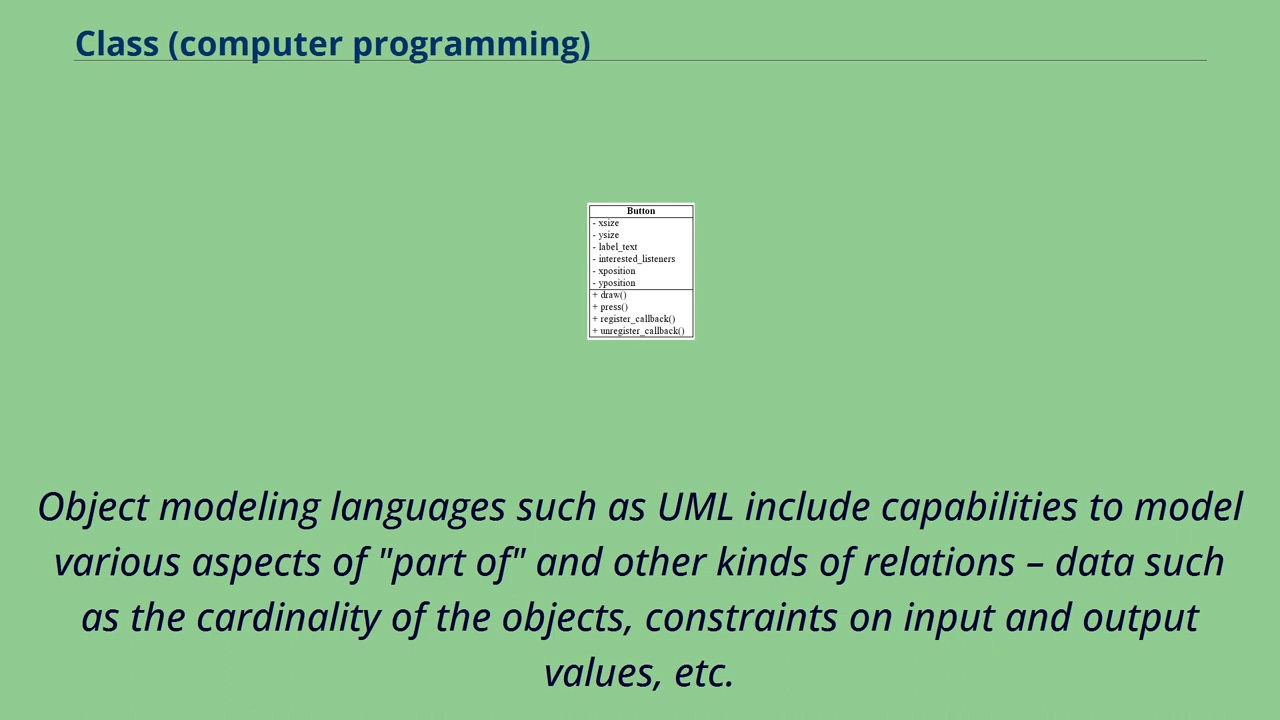 Class (computer programming)
Button
- xsize
- ysize
- label_text
- interested_listeners
- xposition
- yposition
+ draw()
+ press()
+ register_callback()
+ unregister_callback()
Object modeling languages such as UML include capabilities to model
various aspects of "part of" and other kinds of relations – data such
as the cardinality of the objects, constraints on input and output
values, etc.